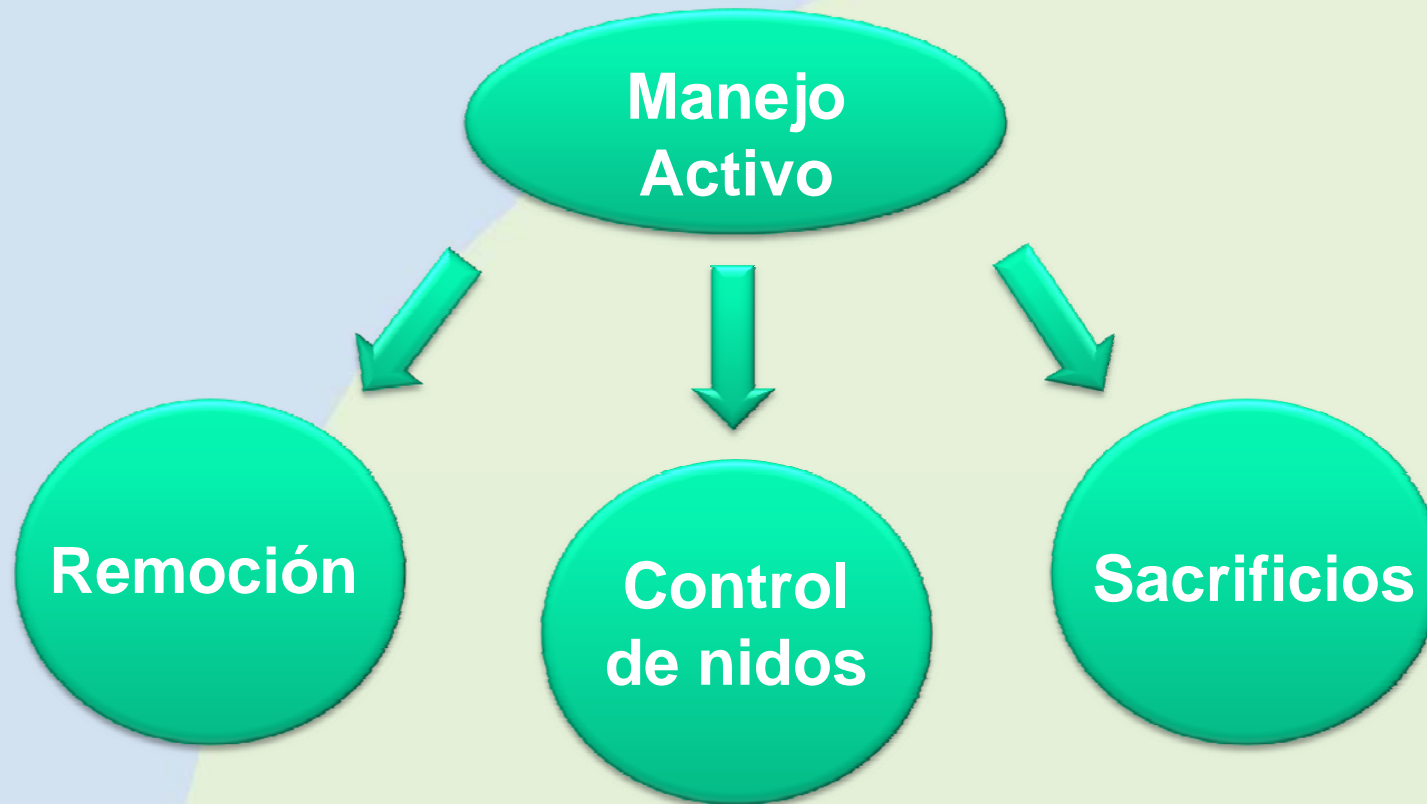 Manejo
Activo
Remoción
Control
de nidos
Sacrificios